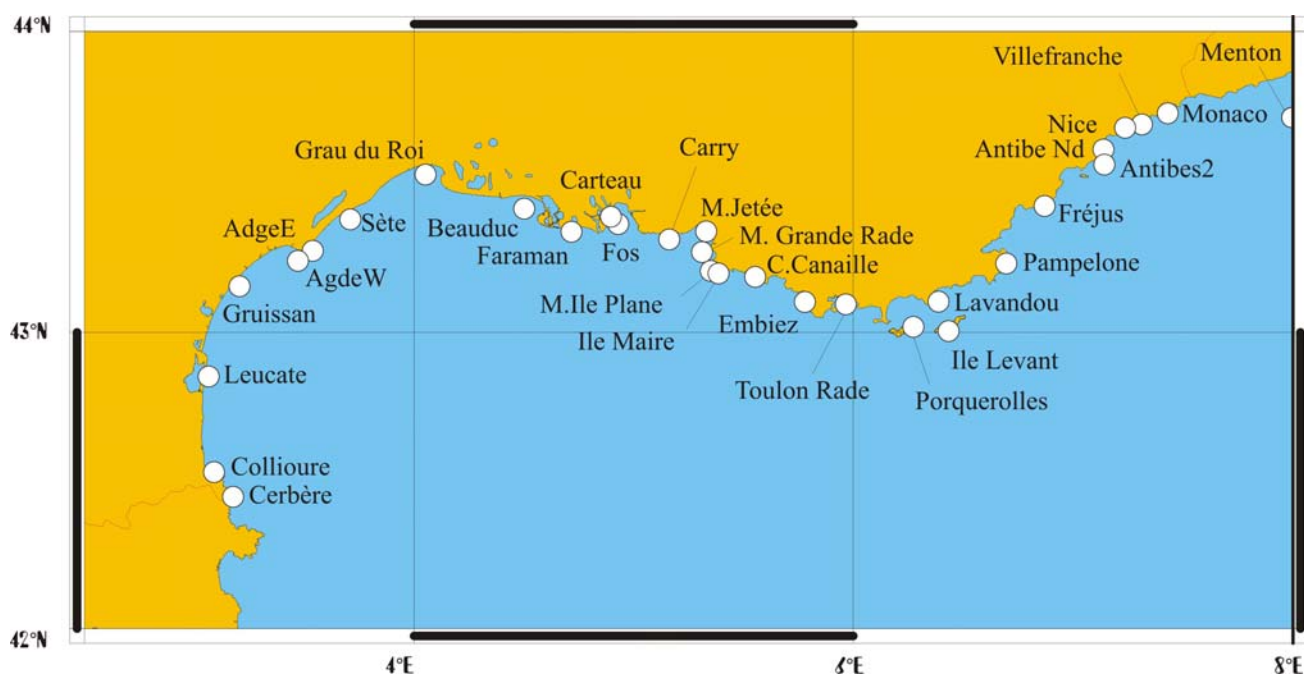 44°N
Villefranche
Menton
Grau du Roi
Carry
Nice
Monaco
Carteau
Antibe Nd
Antibes2
AdgeE
Sète
Beauduc
M.Jetée
Fréjus
Faraman
Fos
M. Grande Rade
AgdeW
C.Canaille
Pampelone
Gruissan
M.Ile Plane
Lavandou
43°N
Embiez
Ile Maire
Ile Levant
Leucate
Toulon Rade
Porquerolles
Collioure
Cerbère
42°N
4°E
6°E
8°E